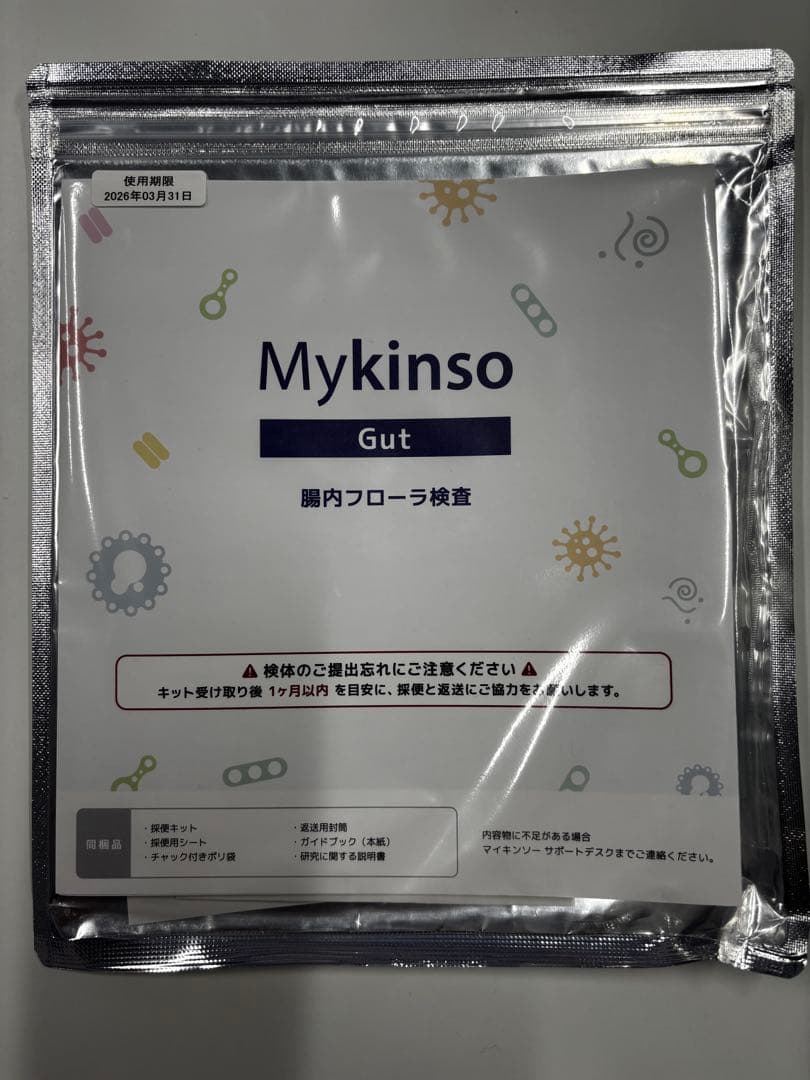 使用期限
2026年03月31日
Mykinso
Gut
腸内フローラ検査
検体のご提出忘れにご注意ください
キット受け取り後 1ヶ月以内 を目安に、採便と返送にご協力をお願いします。
同梱品
・採便キット
・採便用シート
・チャック付きポリ袋
・返送用封筒
・ガイドブック（本紙）
・研究に関する説明書
内容物に不足がある場合
マイキンソー サポートデスクまでご連絡ください。